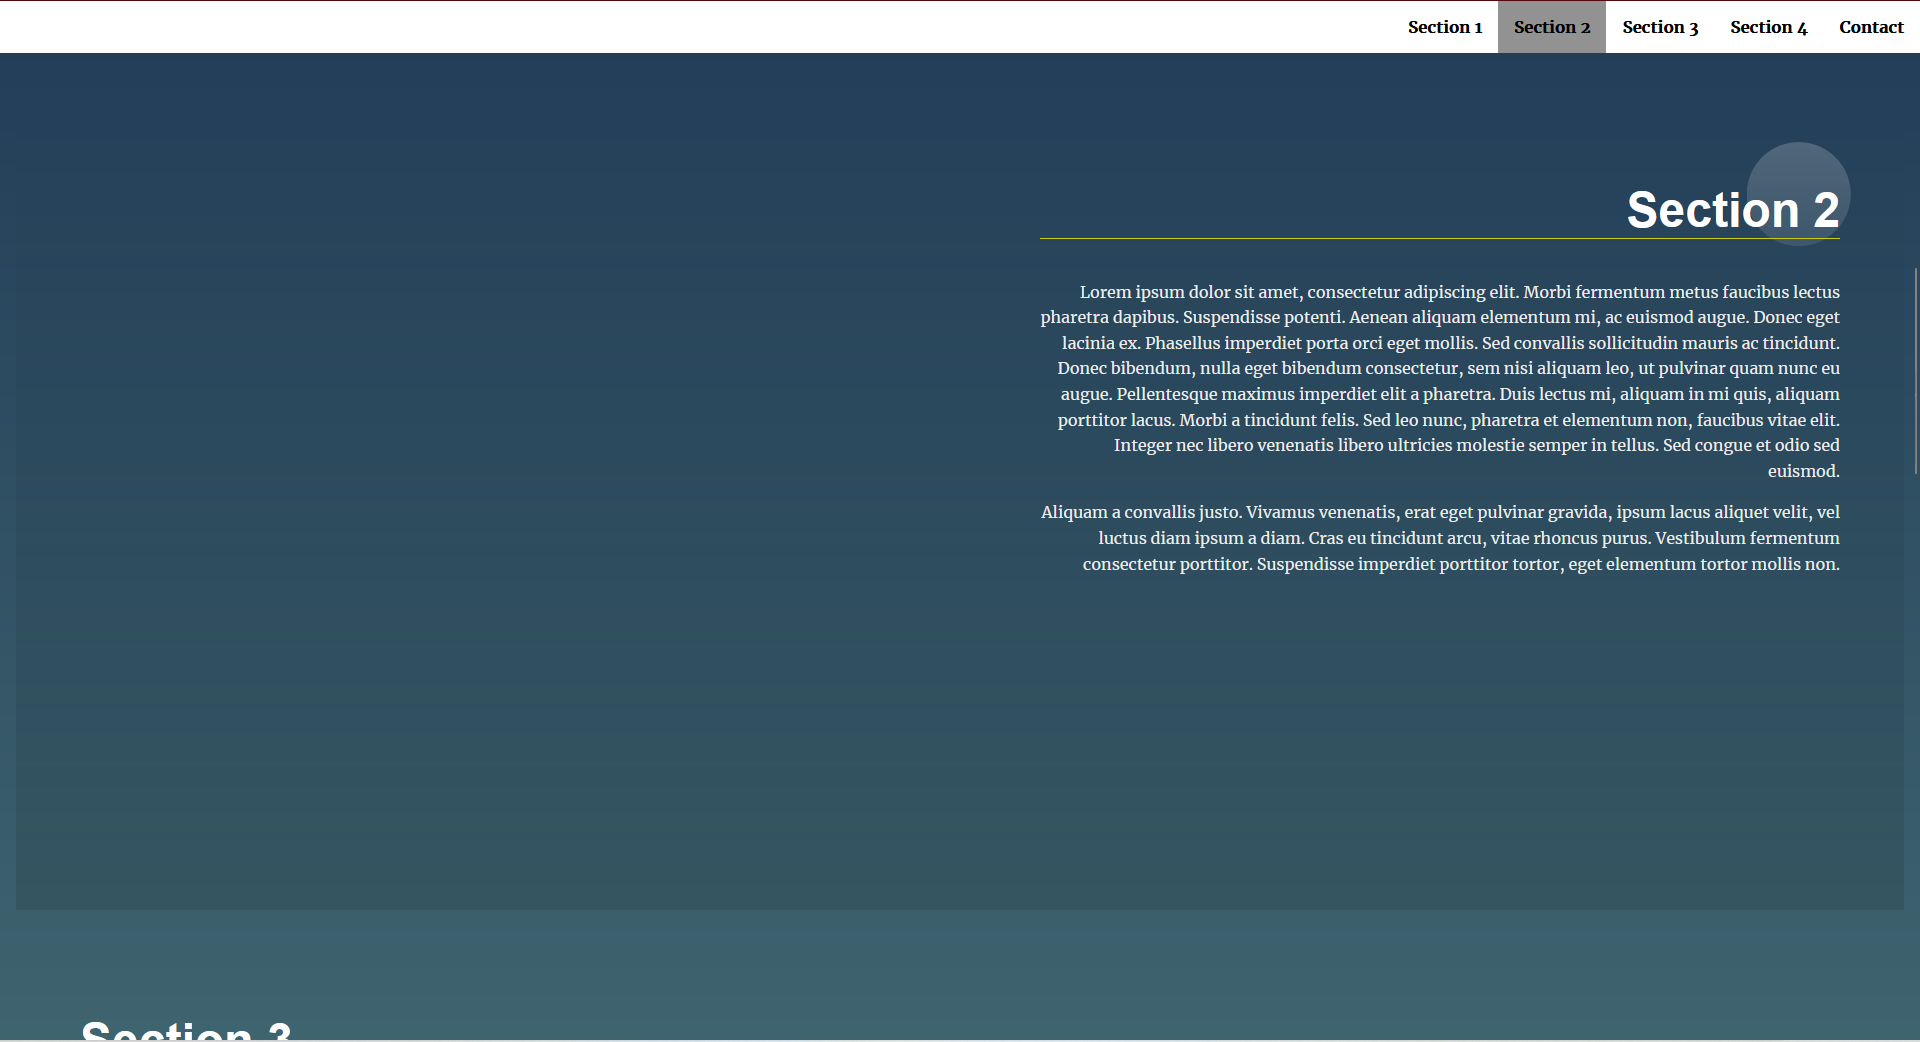 Section 1 Section 2 Section 3 Section 4 Contact
Section 2
Lorem ipsum dolor sit amet, consectetur adipiscing elit. Morbi fermentum metus faucibus lectus
pharetra dapibus. Suspendisse potenti. Aenean aliquam elementum mi, ac euismod augue. Donec eget
lacinia ex. Phasellus imperdiet porta orci eget mollis. Sed convallis sollicitudin mauris ac tincidunt.
Donec bibendum, nulla eget bibendum consectetur, sem nisi aliquam leo, ut pulvinar quam nunc eu
augue. Pellentesque maximus imperdiet elit a pharetra. Duis lectus mi, aliquam in mi quis, aliquam
porttitor lacus. Morbi a tincidunt felis. Sed leo nunc, pharetra et elementum non, faucibus vitae elit.
Integer nec libero venenatis libero ultricies molestie semper in tellus. Sed congue et odio sed
euismod.
Aliquam a convallis justo. Vivamus venenatis, erat eget pulvinar gravida, ipsum lacus aliquet velit, vel
luctus diam ipsum a diam. Cras eu tincidunt arcu, vitae rhoncus purus. Vestibulum fermentum
consectetur porttitor. Suspendisse imperdiet porttitor tortor, eget elementum tortor mollis non.
Section 3